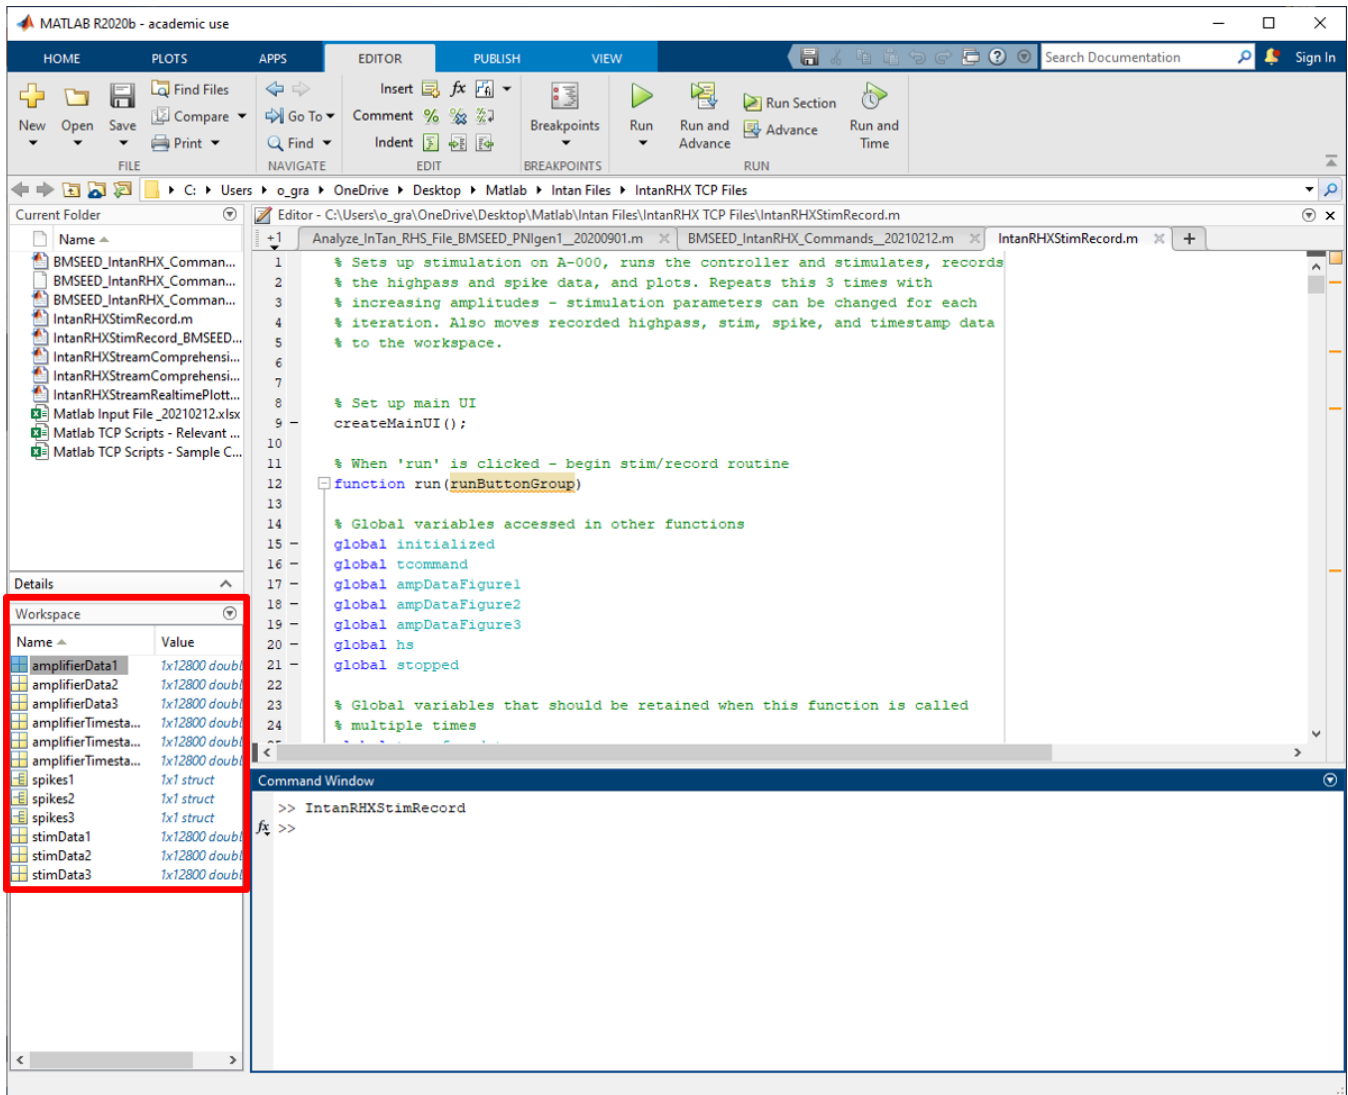 MATLAB R2020b - academic use
HOME PLOTS APPS EDITOR PUBLISH VIEW Search Documentation Sign In
New Open Save Find Files Compare Print
FILE
Go To Find
NAVIGATE
Insert fx
Comment %
Indent
EDIT
Breakpoints
BREAKPOINTS
Run Run and Advance Run Section Advance Run and Time
RUN
C: Users o_gra OneDrive Desktop Matlab Intan Files IntanRHX TCP Files
Current Folder
Name
BMSEED_IntanRHX_Comman...
BMSEED_IntanRHX_Comman...
BMSEED_IntanRHX_Comman...
IntanRHXStimRecord.m
IntanRHXStimRecord_BMSEED...
IntanRHXStreamComprehensi...
IntanRHXStreamComprehensi...
IntanRHXStreamRealtimePlott...
Matlab Input File _20210212.xlsx
Matlab TCP Scripts - Relevant ...
Matlab TCP Scripts - Sample C...
Details
Workspace
Name Value
amplifierData1 1x12800 doubl
amplifierData2 1x12800 doubl
amplifierData3 1x12800 doubl
amplifierTimesta... 1x12800 doubl
amplifierTimesta... 1x12800 doubl
amplifierTimesta... 1x12800 doubl
spikes1 1x1 struct
spikes2 1x1 struct
spikes3 1x1 struct
stimData1 1x12800 doubl
stimData2 1x12800 doubl
stimData3 1x12800 doubl
Editor - C:\Users\o_gra\OneDrive\Desktop\Matlab\Intan Files\IntanRHX TCP Files\IntanRHXStimRecord.m
+1 Analyze_InTan_RHS_File_BMSEED_PNIgen1__20200901.m BMSEED_IntanRHX_Commands__20210212.m IntanRHXStimRecord.m +
1 % Sets up stimulation on A-000, runs the controller and stimulates, records
2 % the highpass and spike data, and plots. Repeats this 3 times with
3 % increasing amplitudes - stimulation parameters can be changed for each
4 % iteration. Also moves recorded highpass, stim, spike, and timestamp data
5 % to the workspace.
6
7
8 % Set up main UI
9 - createMainUI();
10
11 % When 'run' is clicked - begin stim/record routine
12 function run(runButtonGroup)
13
14 % Global variables accessed in other functions
15 - global initialized
16 - global tcommand
17 - global ampDataFigure1
18 - global ampDataFigure2
19 - global ampDataFigure3
20 - global hs
21 - global stopped
22
23 % Global variables that should be retained when this function is called
24 % multiple times
Command Window
>> IntanRHXStimRecord
fx >>